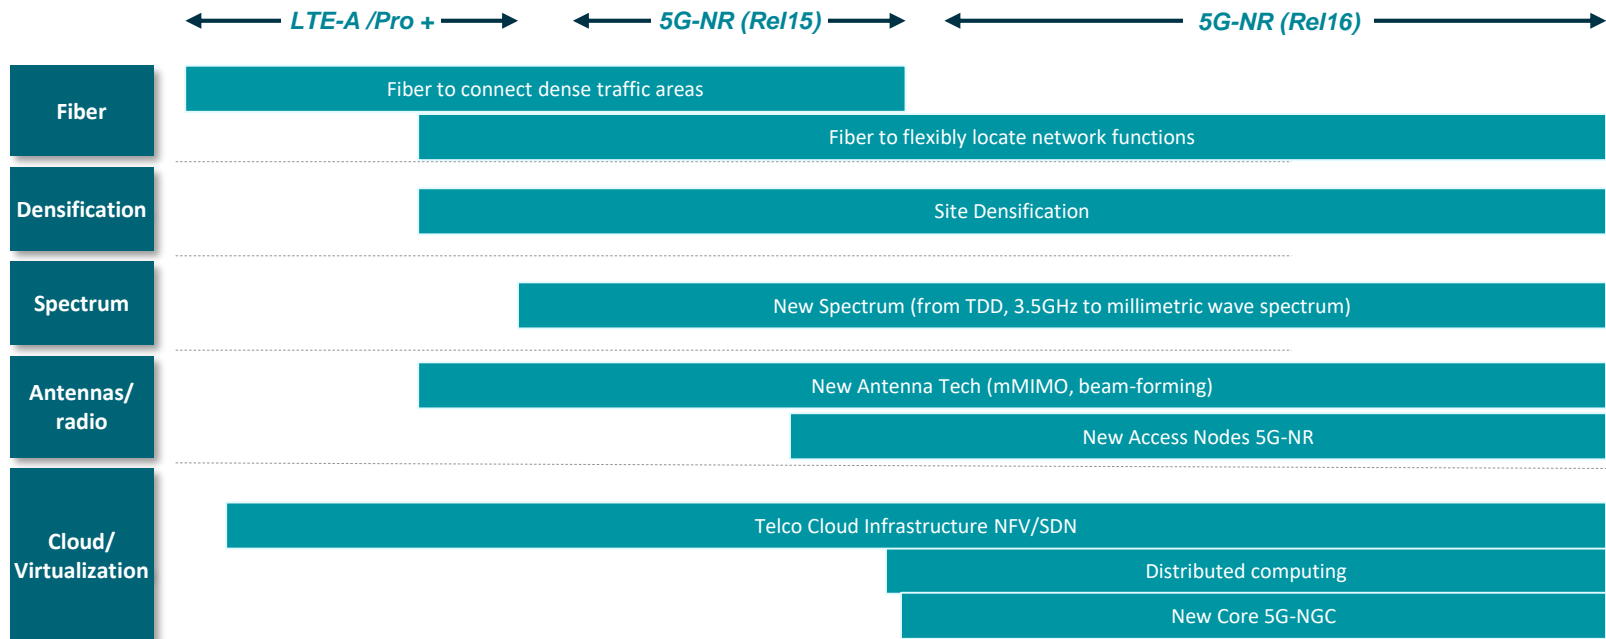 LTE-A /Pro +
5G-NR (Rel15)
5G-NR (Rel16)
Fiber
Fiber to connect dense traffic areas
Fiber to flexibly locate network functions
Densification
Site Densification
Spectrum
New Spectrum (from TDD, 3.5GHz to millimetric wave spectrum)
Antennas/
radio
New Antenna Tech (mMIMO, beam-forming)
New Access Nodes 5G-NR
Cloud/
Virtualization
Telco Cloud Infrastructure NFV/SDN
Distributed computing
New Core 5G-NGC